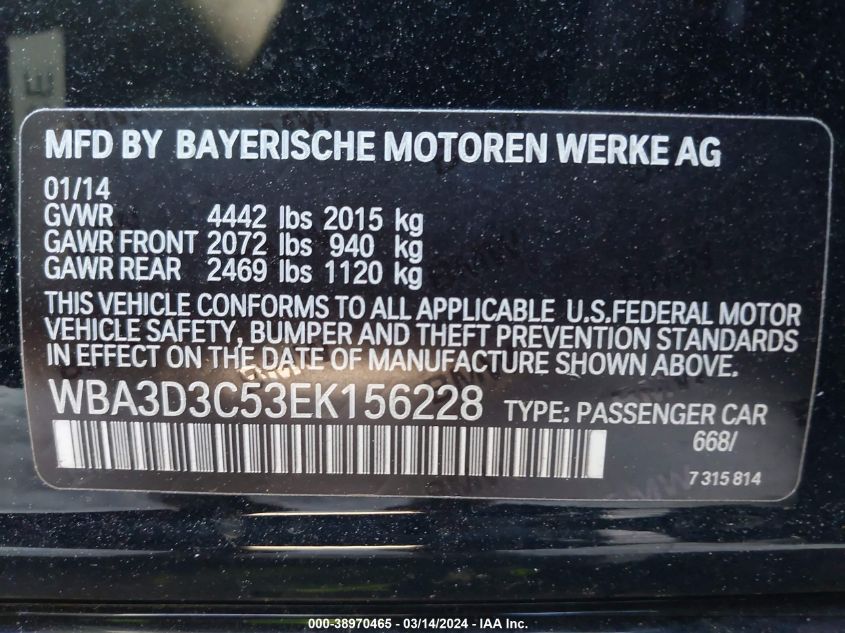 MFD BY BAYERISCHE MOTOREN WERKE AG
01/14
GVWR 4442 lbs 2015 kg
GAWR FRONT 2072 lbs 940 kg
GAWR REAR 2469 lbs 1120 kg
THIS VEHICLE CONFORMS TO ALL APPLICABLE U.S.FEDERAL MOTOR
VEHICLE SAFETY, BUMPER AND THEFT PREVENTION STANDARDS
IN EFFECT ON THE DATE OF MANUFACTURE SHOWN ABOVE.
WBA3D3C53EK156228 TYPE: PASSENGER CAR
668/
7 315 814
000-38970465 - 03/14/2024 - IAA Inc.